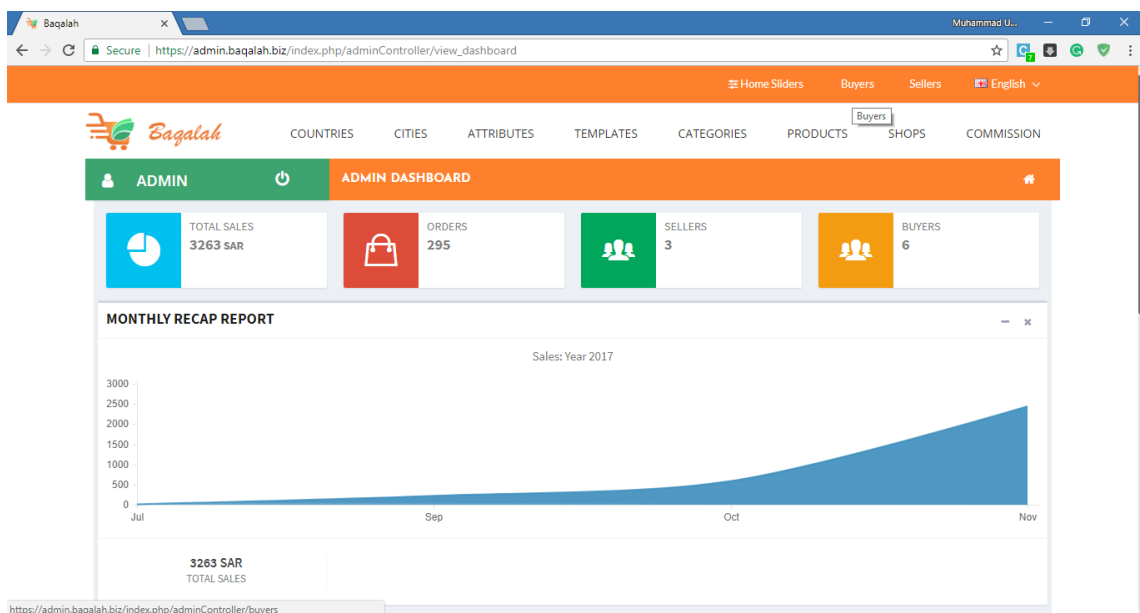 Baqalah
Muhammad U...
Secure https://admin.baqalah.biz/index.php/adminController/view_dashboard
7
Home Sliders Buyers Sellers English
Buyers
Baqalah COUNTRIES CITIES ATTRIBUTES TEMPLATES CATEGORIES PRODUCTS SHOPS COMMISSION
ADMIN ADMIN DASHBOARD
TOTAL SALES
3263 SAR
ORDERS
295
SELLERS
3
BUYERS
6
MONTHLY RECAP REPORT
Sales: Year 2017
3000
2500
2000
1500
1000
500
0
Jul Sep Oct Nov
3263 SAR
TOTAL SALES
https://admin.baqalah.biz/index.php/adminController/buyers